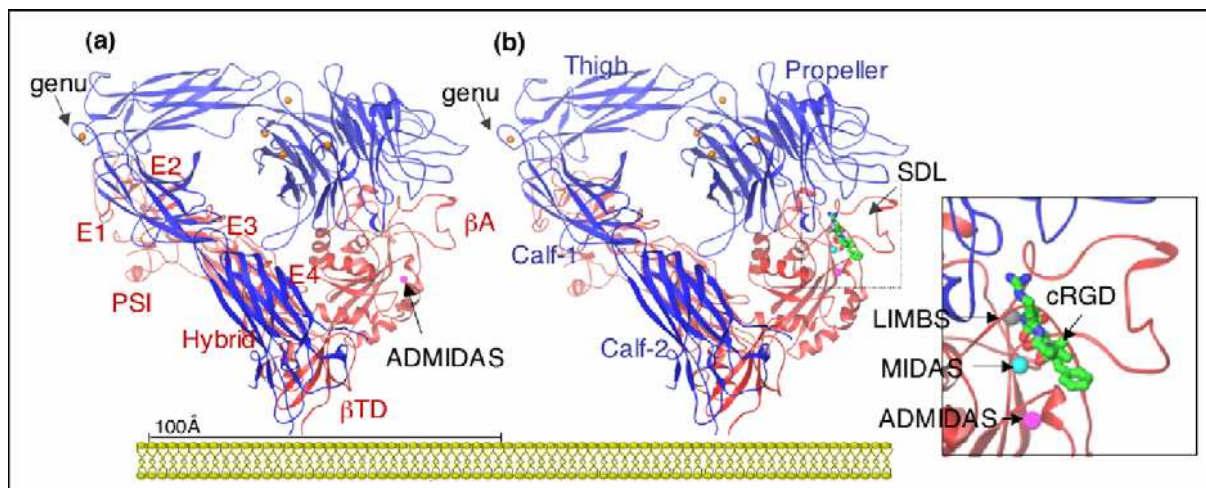 (a)
genu
E2
E1
E3
βA
E4
PSI
Hybrid
ADMIDAS
βTD
100Å
(b)
Thigh
Propeller
genu
SDL
Calf-1
Calf-2
cRGD
LIMBS
MIDAS
ADMIDAS